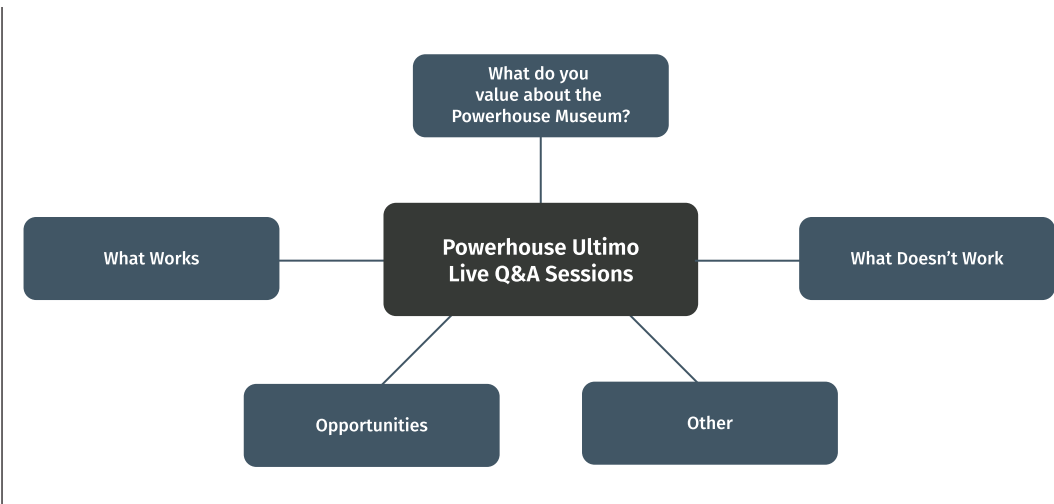 What do you
value about the
Powerhouse Museum?
What Works
Powerhouse Ultimo
Live Q&A Sessions
What Doesn’t Work
Opportunities
Other